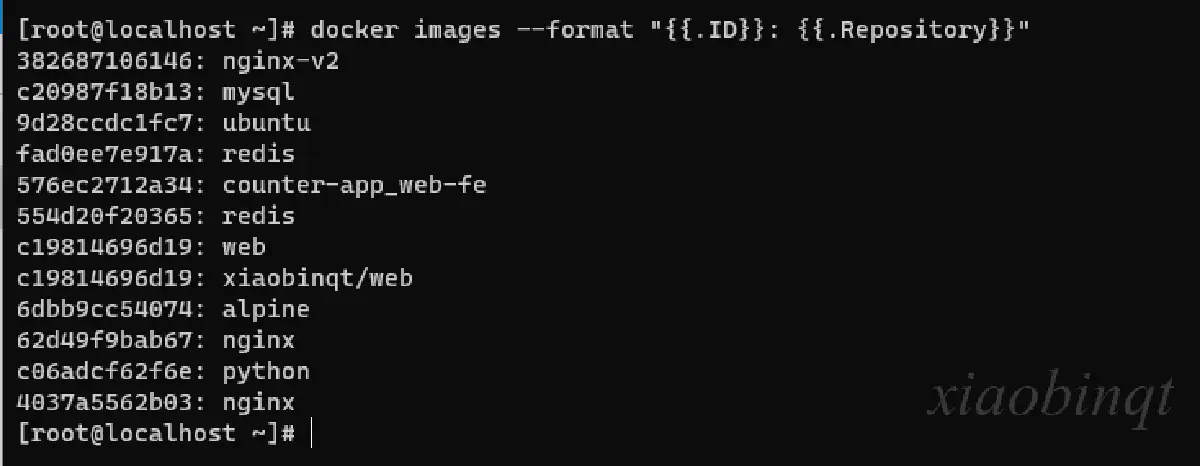 [root@localhost ~]# docker images --format "{{.ID}}: {{.Repository}}"
382687106146: nginx-v2
c20987f18b13: mysql
9d28ccdc1fc7: ubuntu
fad0ee7e917a: redis
576ec2712a34: counter-app_web-fe
554d20f20365: redis
c19814696d19: web
c19814696d19: xiaobinqt/web
6dbb9cc54074: alpine
62d49f9bab67: nginx
c06adcf62f6e: python
4037a5562b03: nginx
[root@localhost ~]#
xiaobinqt